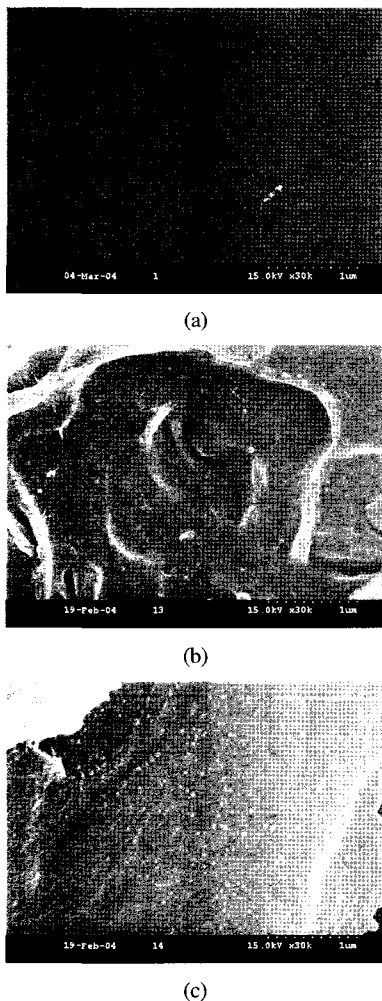 04-Mar-04 1 15.0kV x30k 1um
(a)
19-Feb-04 13 15.0kV x30k 1um
(b)
19-Feb-04 14 15.0kV x30k 1um
(c)